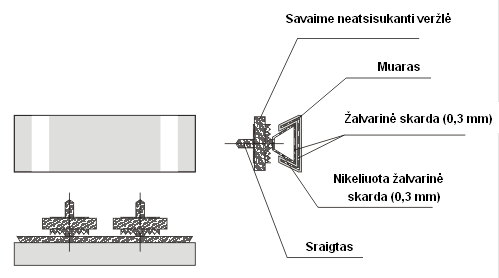 Savaime neatsisukanti veržlė
Muaras
Žalvarinė skarda (0,3 mm)
Nikeliuota žalvarinė
skarda (0,3 mm)
Sraigtas